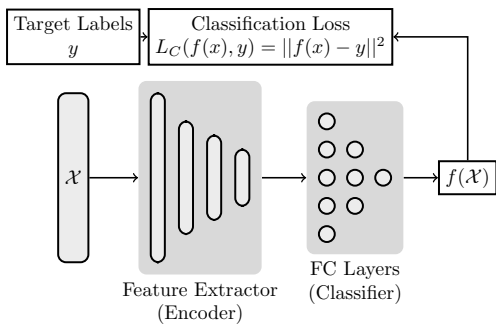 Target Labels
y
Classification Loss
L_C(f(x), y) = ||f(x) − y||²
𝒳
f(𝒳)
Feature Extractor
(Encoder)
FC Layers
(Classifier)